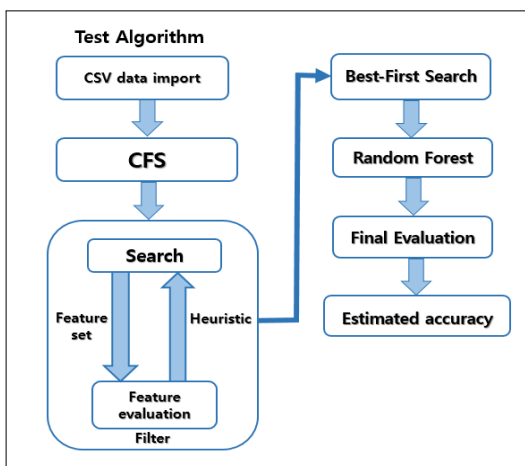 Test Algorithm
CSV data import
CFS
Search
Feature
set
Heuristic
Feature
evaluation
Filter
Best-First Search
Random Forest
Final Evaluation
Estimated accuracy